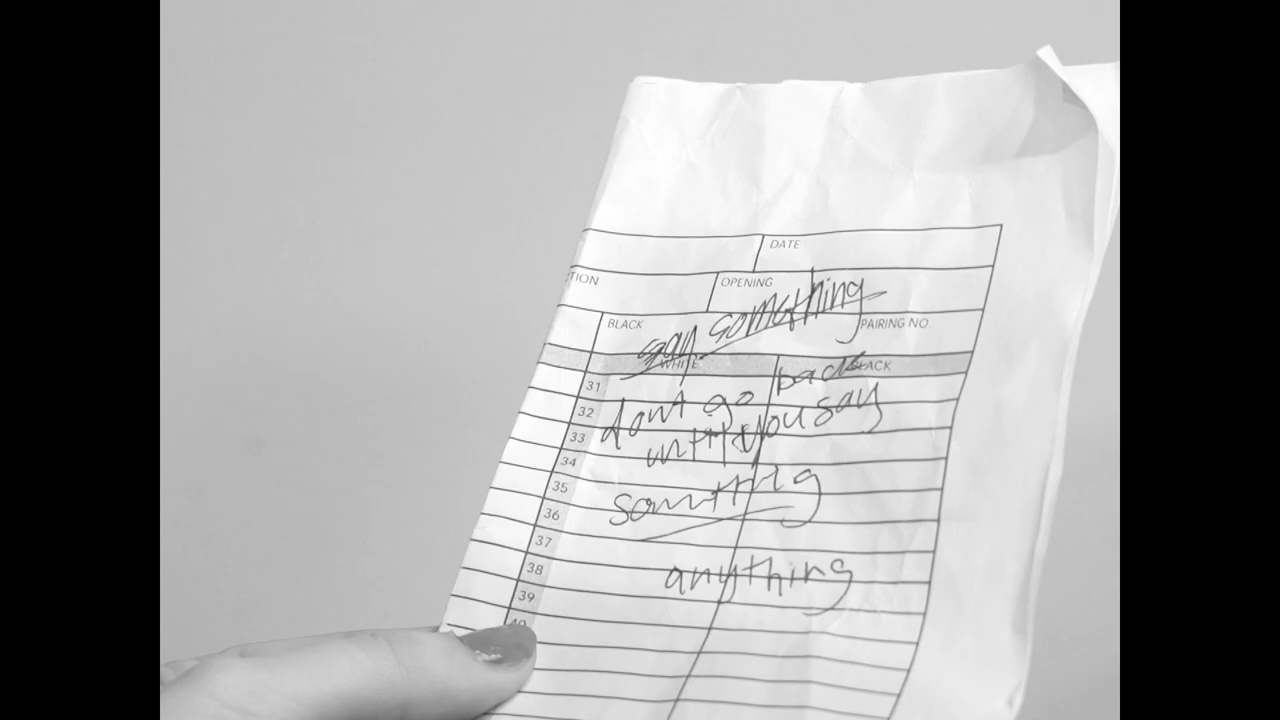 DATE
TION OPENING
say something
BLACK PAIRING NO
WHITE BLACK
31
don't go back
32
until you say
33
34
something
35
36
37
anything
38
39
40